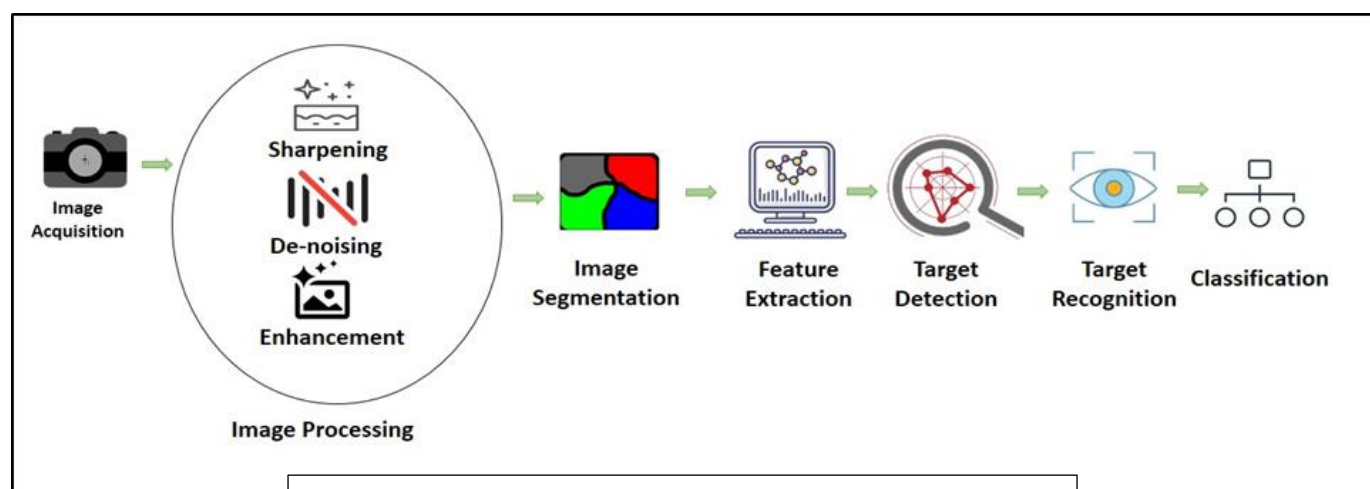 Image
Acquisition
Sharpening
De-noising
Enhancement
Image Processing
Image
Segmentation
Feature
Extraction
Target
Detection
Target
Recognition
Classification